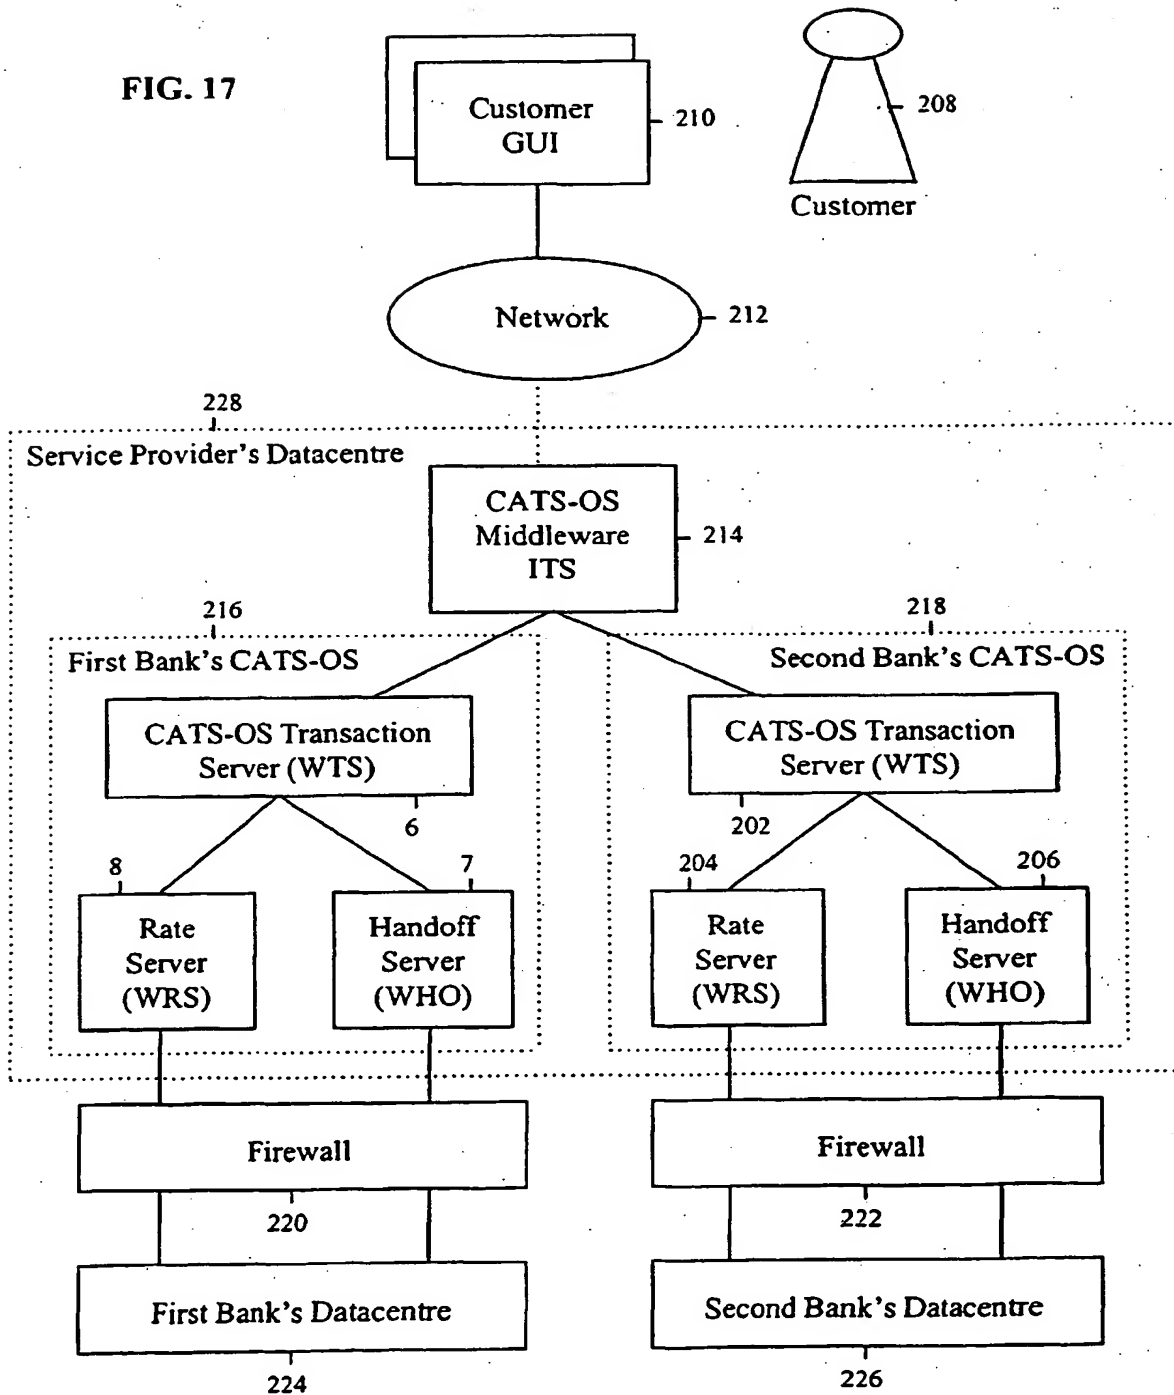 FIG. 17
Customer
GUI
210
208
Customer
Network
212
228
Service Provider's Datacentre
CATS-OS
Middleware
ITS
214
216
218
First Bank's CATS-OS
Second Bank's CATS-OS
CATS-OS Transaction
Server (WTS)
6
CATS-OS Transaction
Server (WTS)
202
8
7
204
206
Rate
Server
(WRS)
Handoff
Server
(WHO)
Rate
Server
(WRS)
Handoff
Server
(WHO)
Firewall
220
Firewall
222
First Bank's Datacentre
224
Second Bank's Datacentre
226